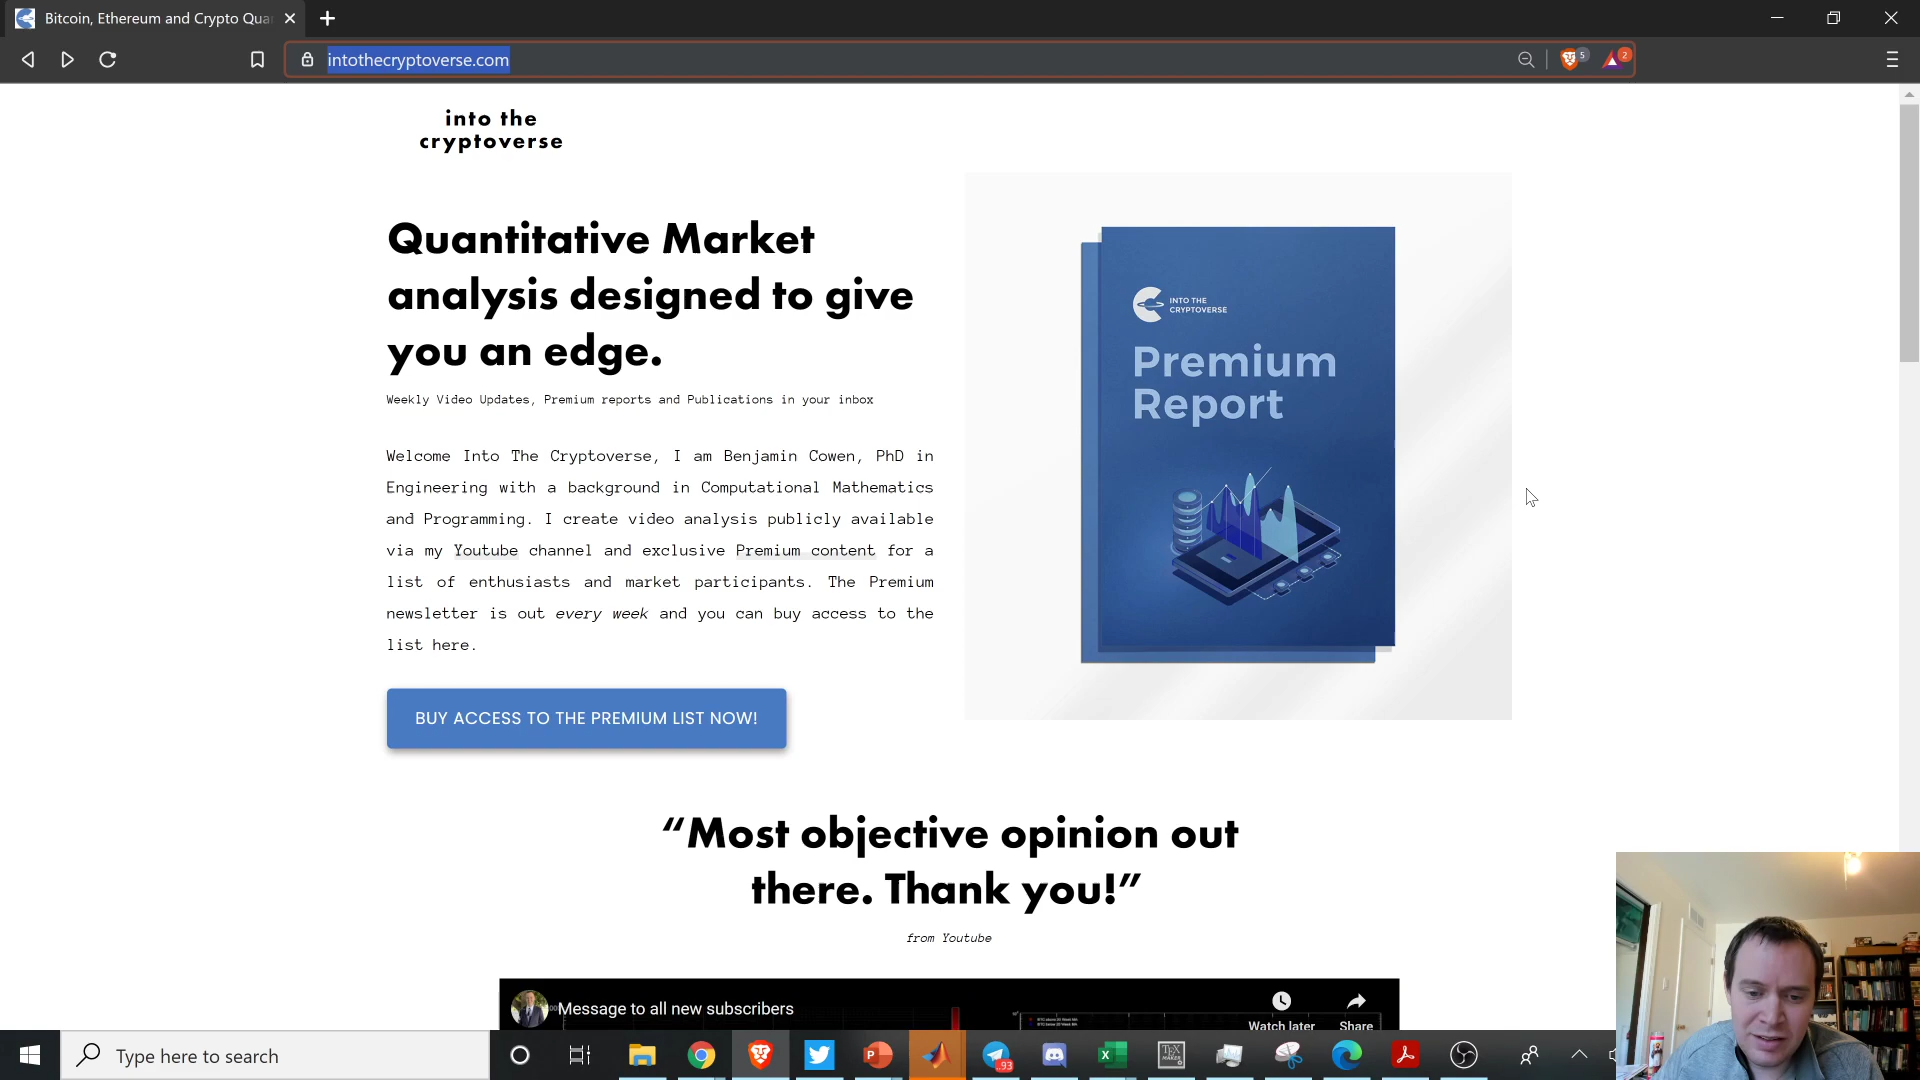 Bitcoin, Ethereum and Crypto Qua
intothecryptoverse.com
5
2
into the
cryptoverse
Quantitative Market
analysis designed to give
you an edge.
Weekly Video Updates, Premium reports and Publications in your inbox
Welcome Into The Cryptoverse, I am Benjamin Cowen, PhD in
Engineering with a background in Computational Mathematics
and Programming. I create video analysis publicly available
via my Youtube channel and exclusive Premium content for a
list of enthusiasts and market participants. The Premium
newsletter is out every week and you can buy access to the
list here.
BUY ACCESS TO THE PREMIUM LIST NOW!
INTO THE
CRYPTOVERSE
Premium
Report
“Most objective opinion out
there. Thank you!”
from Youtube
Message to all new subscribers
Watch later
Share
Type here to search
93